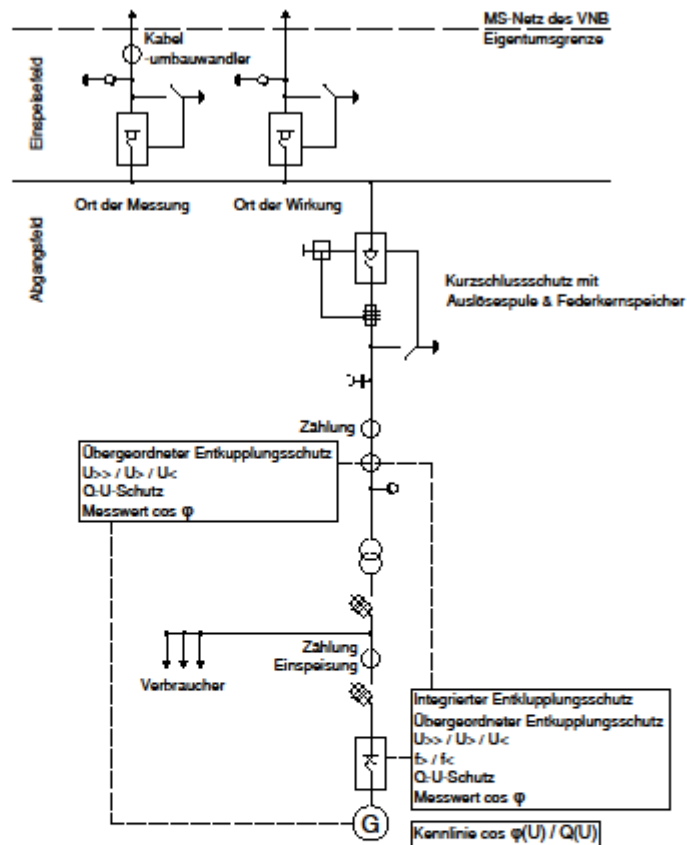 MS-Netz des VNB
Eigentumsgrenze
Kabel
-umbauwandler
Einspeisefeld
Ort der Messung
Ort der Wirkung
Abgangsfeld
Kurzschlussschutz mit
Auslösespule & Federkernspeicher
Zählung
Übergeordneter Entkupplungsschutz
U>> / U> / U<
Q-U-Schutz
Messwert cos φ
Zählung
Einspeisung
Verbraucher
Integrierter Entklupplungsschutz
Übergeordneter Entkupplungsschutz
U>> / U> / U<
f> / f<
Q-U-Schutz
Messwert cos φ
G
Kennlinie cos φ(U) / Q(U)